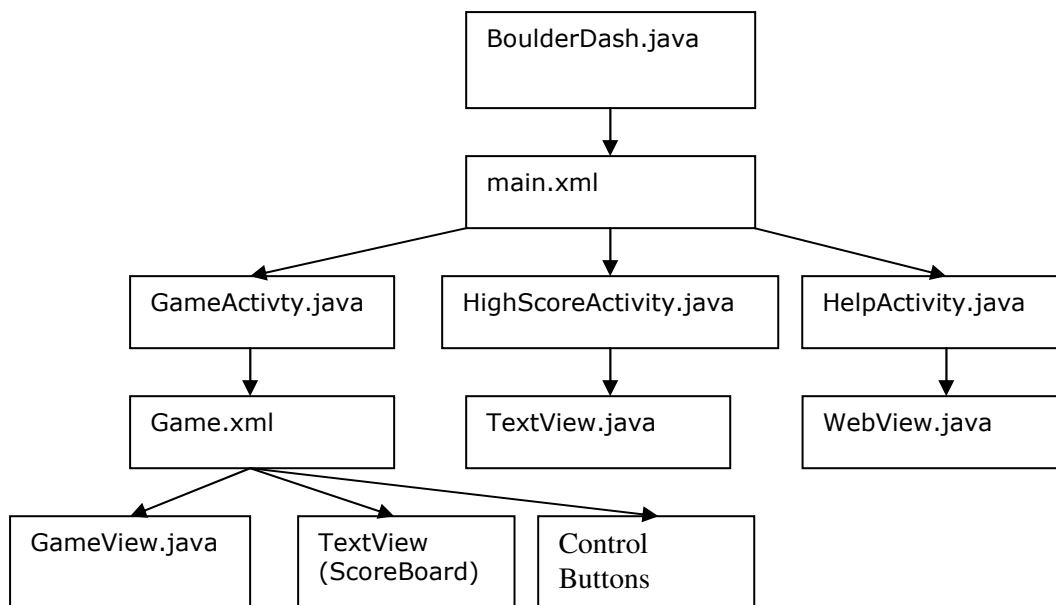 BoulderDash.java
main.xml
GameActivty.java
HighScoreActivity.java
HelpActivity.java
Game.xml
TextView.java
WebView.java
GameView.java
TextView
(ScoreBoard)
Control
Buttons